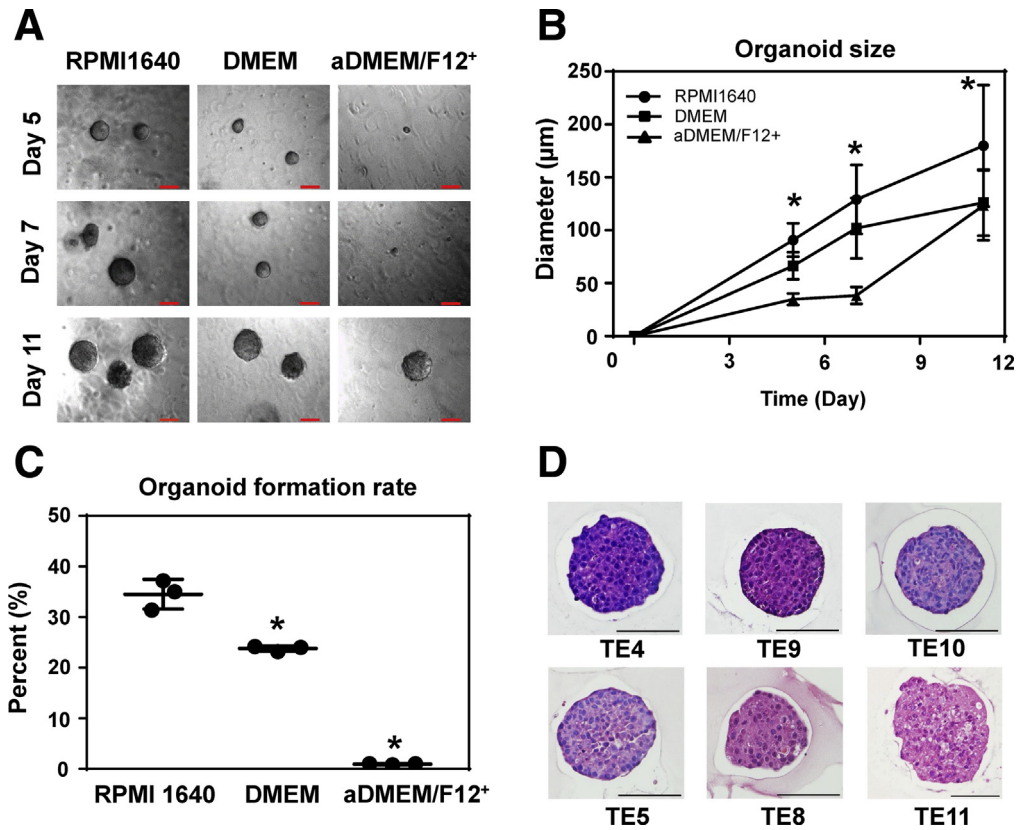 A
RPMI1640 DMEM aDMEM/F12+
Day 5
Day 7
Day 11
B
Organoid size
Diameter (µm)
250
200
150
100
50
0
RPMI1640
DMEM
aDMEM/F12+
*
*
*
0 3 6 9 12
Time (Day)
C
Organoid formation rate
Percent (%)
50
40
30
20
10
0
*
*
RPMI 1640 DMEM aDMEM/F12+
D
TE4 TE9 TE10
TE5 TE8 TE11